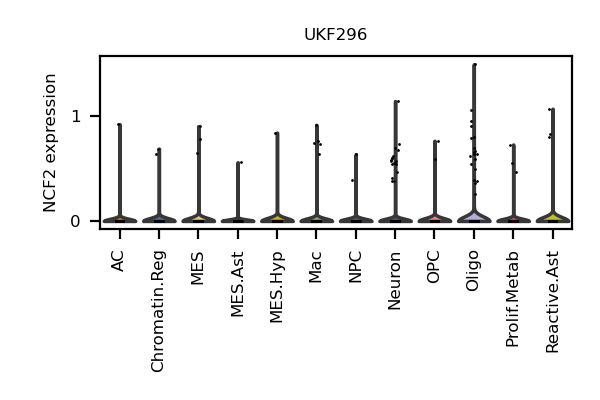 UKF296
NCF2 expression
1
0
AC
Chromatin.Reg
MES
MES.Ast
MES.Hyp
Mac
NPC
Neuron
OPC
Oligo
Prolif.Metab
Reactive.Ast